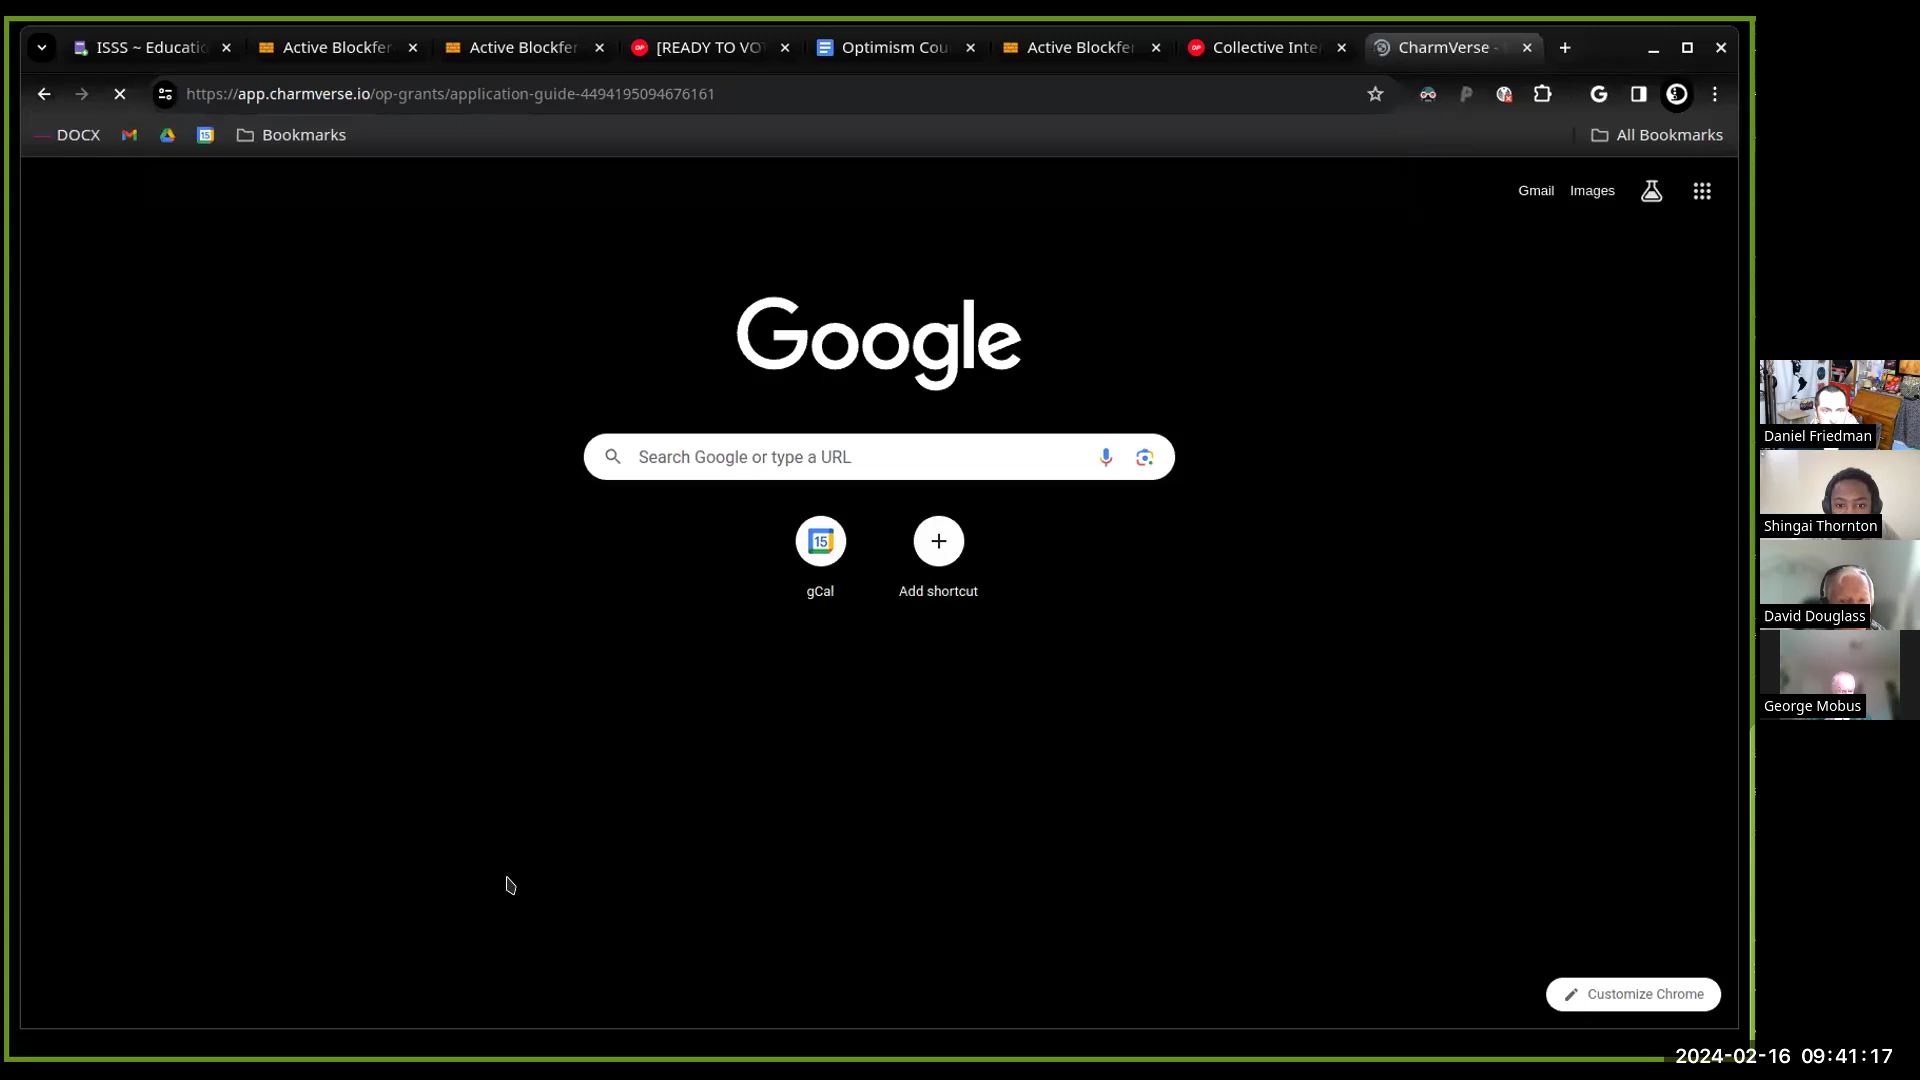 ISSS ~ Educatio
Active Blockfer
Active Blockfer
[READY TO VO
Optimism Cou
Active Blockfer
Collective Inte
CharmVerse -
https://app.charmverse.io/op-grants/application-guide-4494195094676161
DOCX
Bookmarks
All Bookmarks
Gmail
Images
Google
Search Google or type a URL
15
gCal
Add shortcut
Customize Chrome
Daniel Friedman
Shingai Thornton
David Douglass
George Mobus
2024-02-16 09:41:17